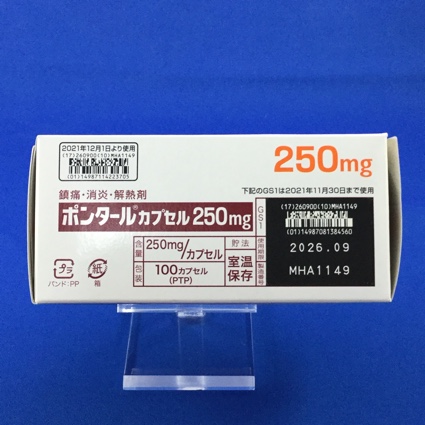 2021年12月1日より使用
(17)260900(10)MHA1149
(01)14987114223705
250mg
下記のGS1は2021年11月30日まで使用
鎮痛・消炎・解熱剤
ポンタールカプセル250mg
GS1
(17)260900(10)MHA1149
(01)14987081384560
含量
250mg/カプセル
貯法
室温保存
包装
100カプセル
(PTP)
使用期限
製造番号
2026.09
MHA1149
プラ
バンド:PP
紙
箱